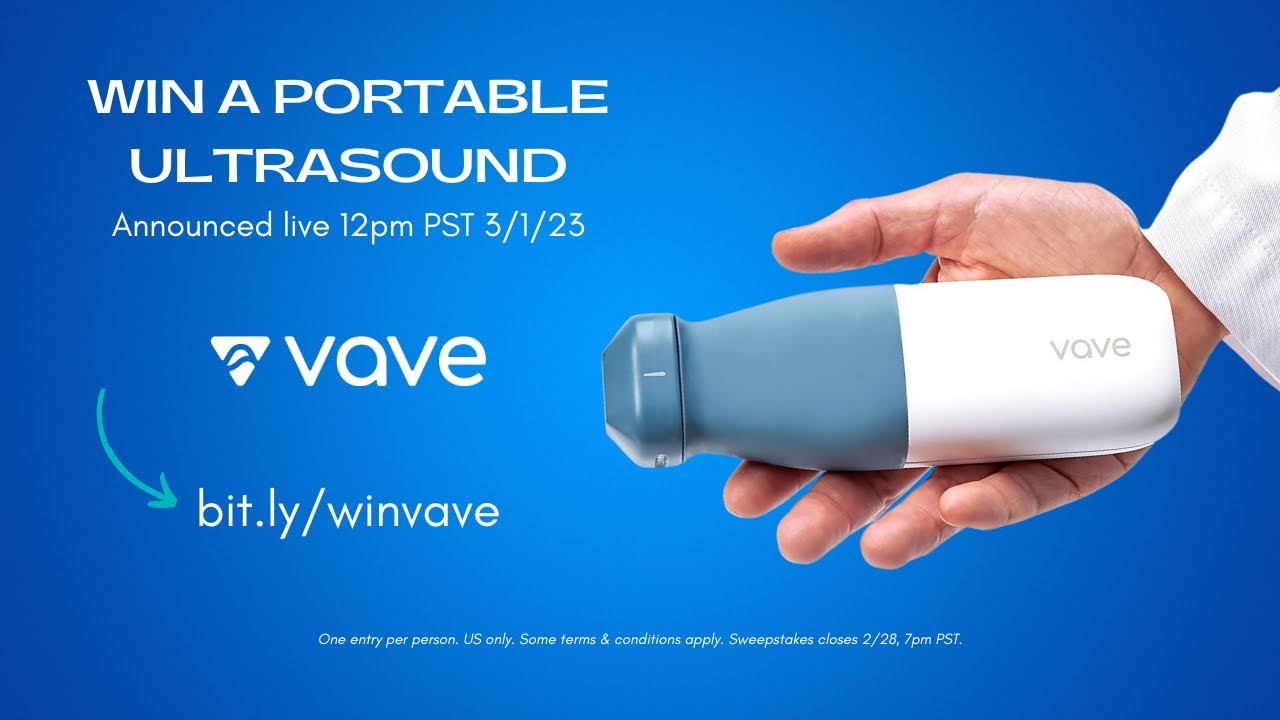 WIN A PORTABLE
ULTRASOUND
Announced live 12pm PST 3/1/23
vave
bit.ly/winvave
vave
One entry per person. US only. Some terms & conditions apply. Sweepstakes closes 2/28, 7pm PST.